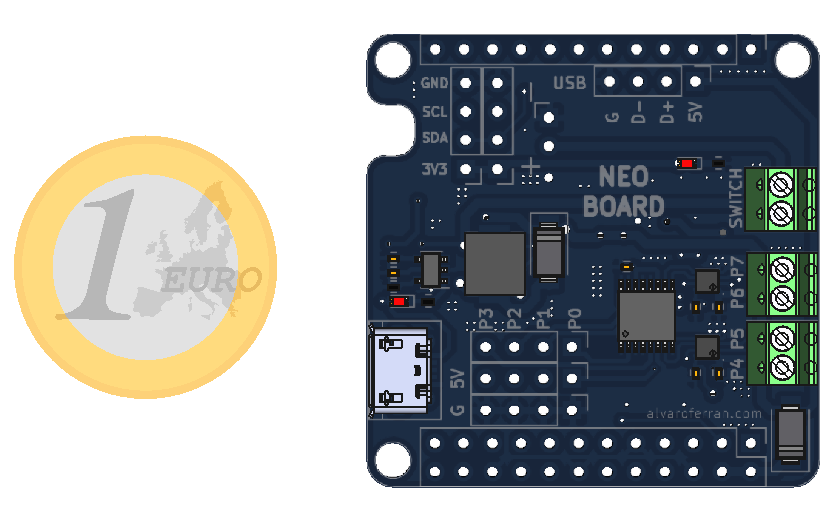 1
EURO
GND
SCL
SDA
3V3
USB
G D- D+ 5V
NEO
BOARD
SWITCH
P6 P7
P4 P5
P3 P2 P1 P0
5V
G
alvaroferran.com